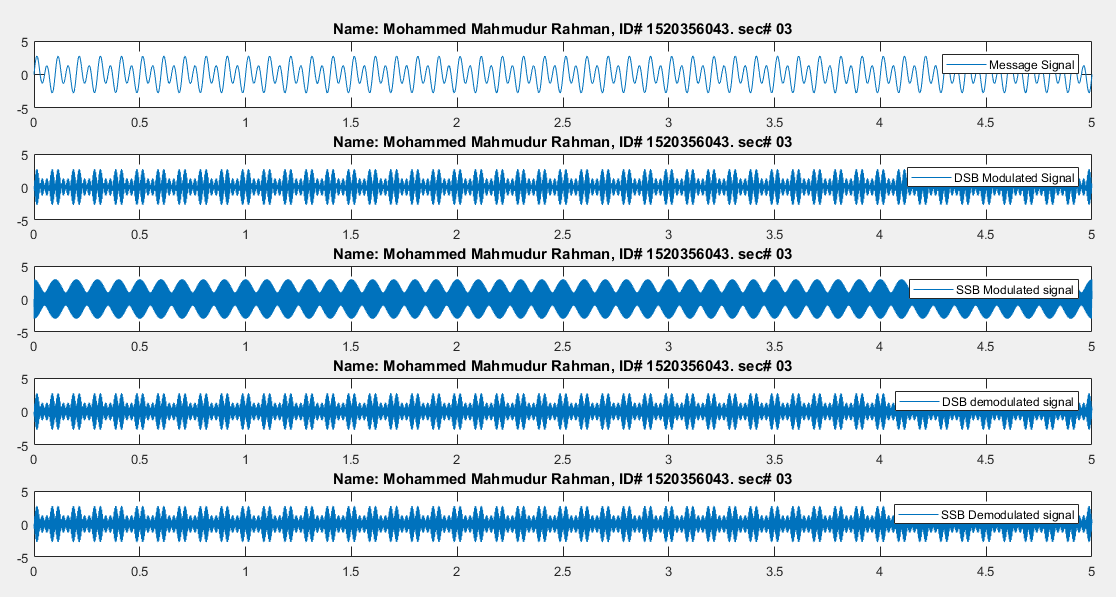 Name: Mohammed Mahmudur Rahman, ID# 1520356043. sec# 03
5
0
-5
Message Signal
0 0.5 1 1.5 2 2.5 3 3.5 4 4.5 5
Name: Mohammed Mahmudur Rahman, ID# 1520356043. sec# 03
5
0
-5
DSB Modulated Signal
0 0.5 1 1.5 2 2.5 3 3.5 4 4.5 5
Name: Mohammed Mahmudur Rahman, ID# 1520356043. sec# 03
5
0
-5
SSB Modulated signal
0 0.5 1 1.5 2 2.5 3 3.5 4 4.5 5
Name: Mohammed Mahmudur Rahman, ID# 1520356043. sec# 03
5
0
-5
DSB demodulated signal
0 0.5 1 1.5 2 2.5 3 3.5 4 4.5 5
Name: Mohammed Mahmudur Rahman, ID# 1520356043. sec# 03
5
0
-5
SSB Demodulated signal
0 0.5 1 1.5 2 2.5 3 3.5 4 4.5 5